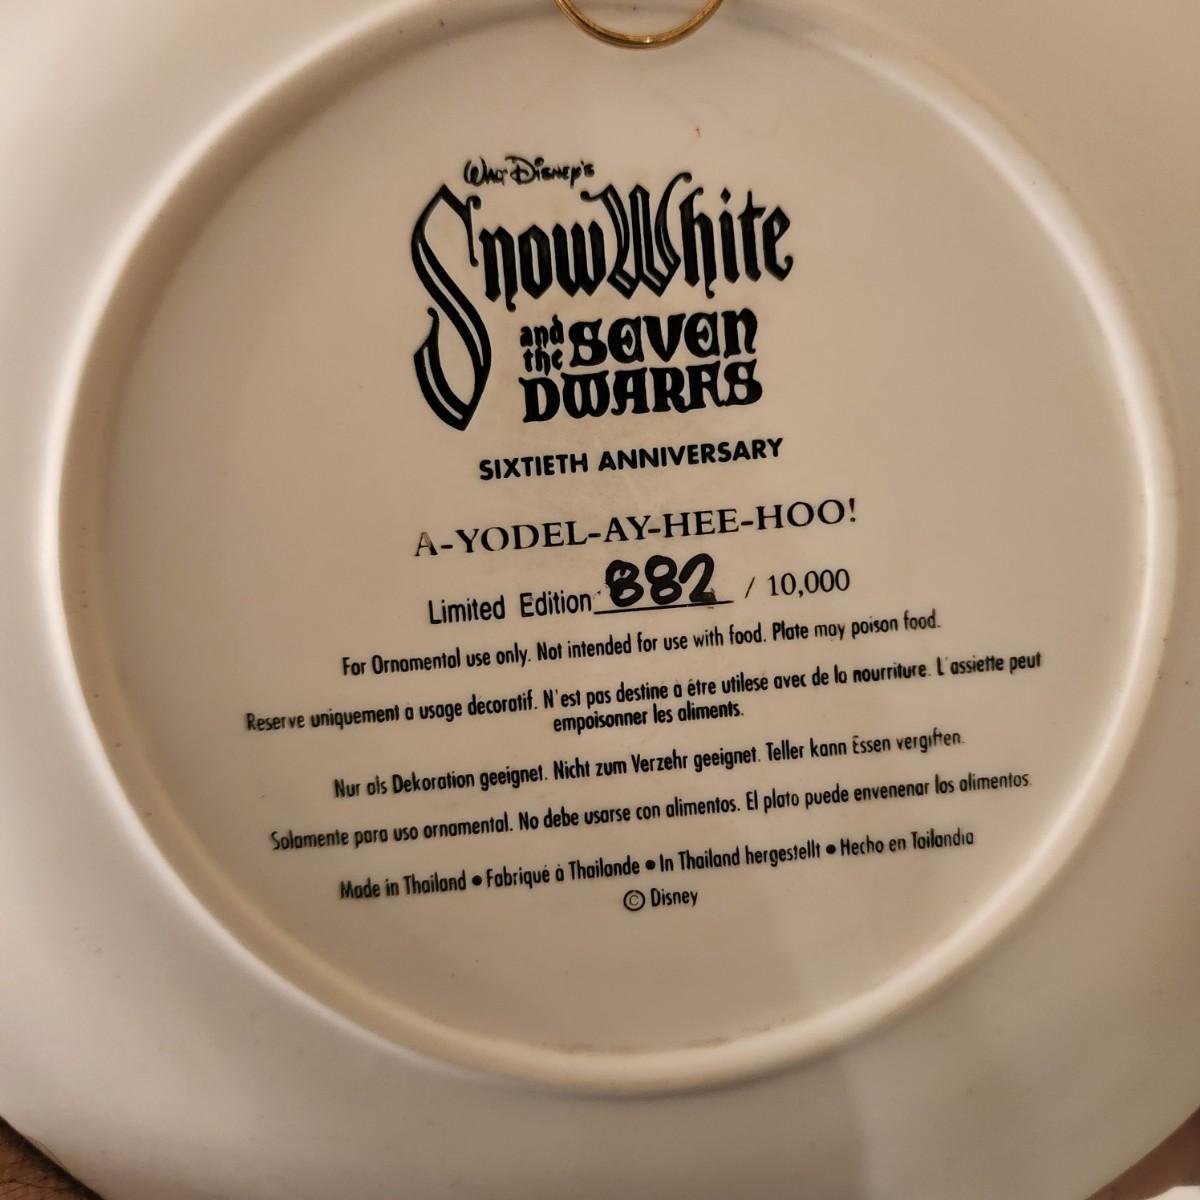 Walt Disney's
Snow White
and the Seven
Dwarfs
SIXTIETH ANNIVERSARY
A-YODEL-AY-HEE-HOO!
Limited Edition 882 / 10,000
For Ornamental use only. Not intended for use with food. Plate may poison food.
Reserve uniquement a usage decoratif. N'est pas destine a être utilese avec de la nourriture. L'assiette peut
empoisonner les aliments.
Nur als Dekoration geeignet. Nicht zum Verzehr geeignet. Teller kann Essen vergiften.
Solamente para uso ornamental. No debe usarse con alimentos. El plato puede envenenar los alimentos.
Made in Thailand • Fabriqué à Thailande • In Thailand hergestellt • Hecho en Tailandia
© Disney